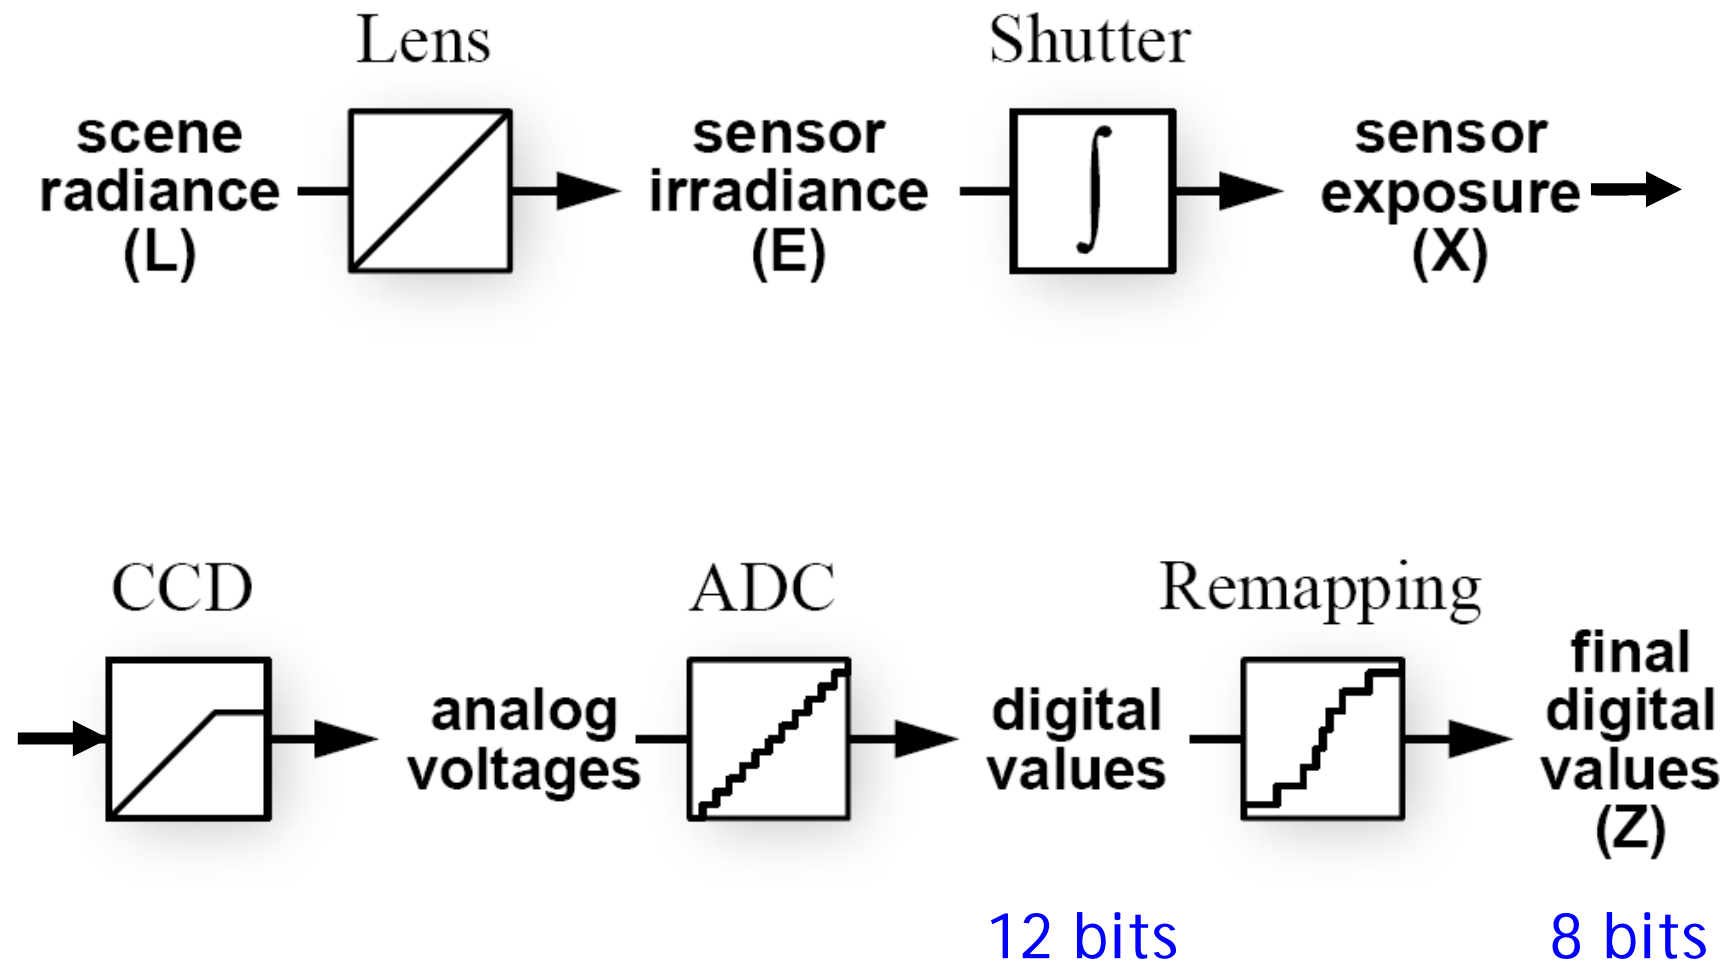 Lens
Shutter
scene
radiance
(L)
sensor
irradiance
(E)
∫
sensor
exposure
(X)
CCD
ADC
Remapping
analog
voltages
digital
values
final
digital
values
(Z)
12 bits
8 bits